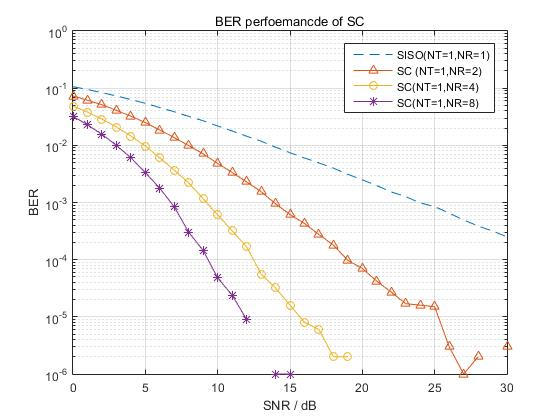 BER perfoemancde of SC
10^0
10^-1
10^-2
10^-3
10^-4
10^-5
10^-6
BER
SISO(NT=1,NR=1)
SC (NT=1,NR=2)
SC(NT=1,NR=4)
SC(NT=1,NR=8)
0 5 10 15 20 25 30
SNR / dB